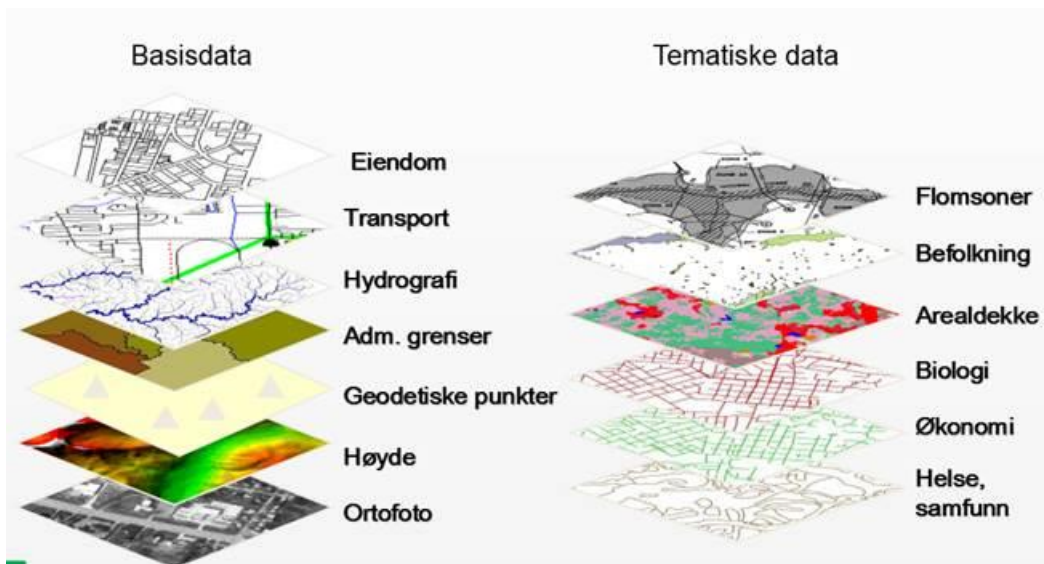 Basisdata
Eiendom
Transport
Hydrografi
Adm. grenser
Geodetiske punkter
Høyde
Ortofoto
Tematiske data
Flomsoner
Befolkning
Arealdekke
Biologi
Økonomi
Helse,
samfunn